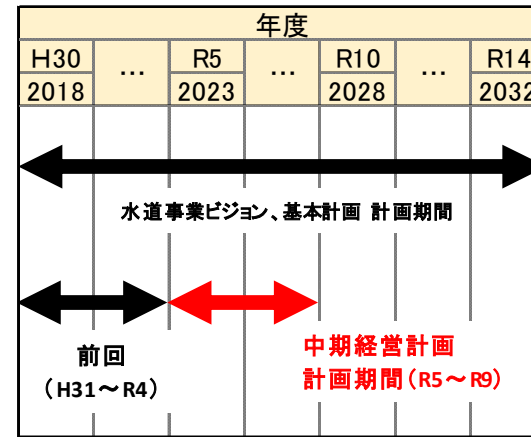 年度
H30 … R5 … R10 … R14
2018 2023 2028 2032
水道事業ビジョン、基本計画 計画期間
前回
（H31～R4）
中期経営計画
計画期間（R5～R9）